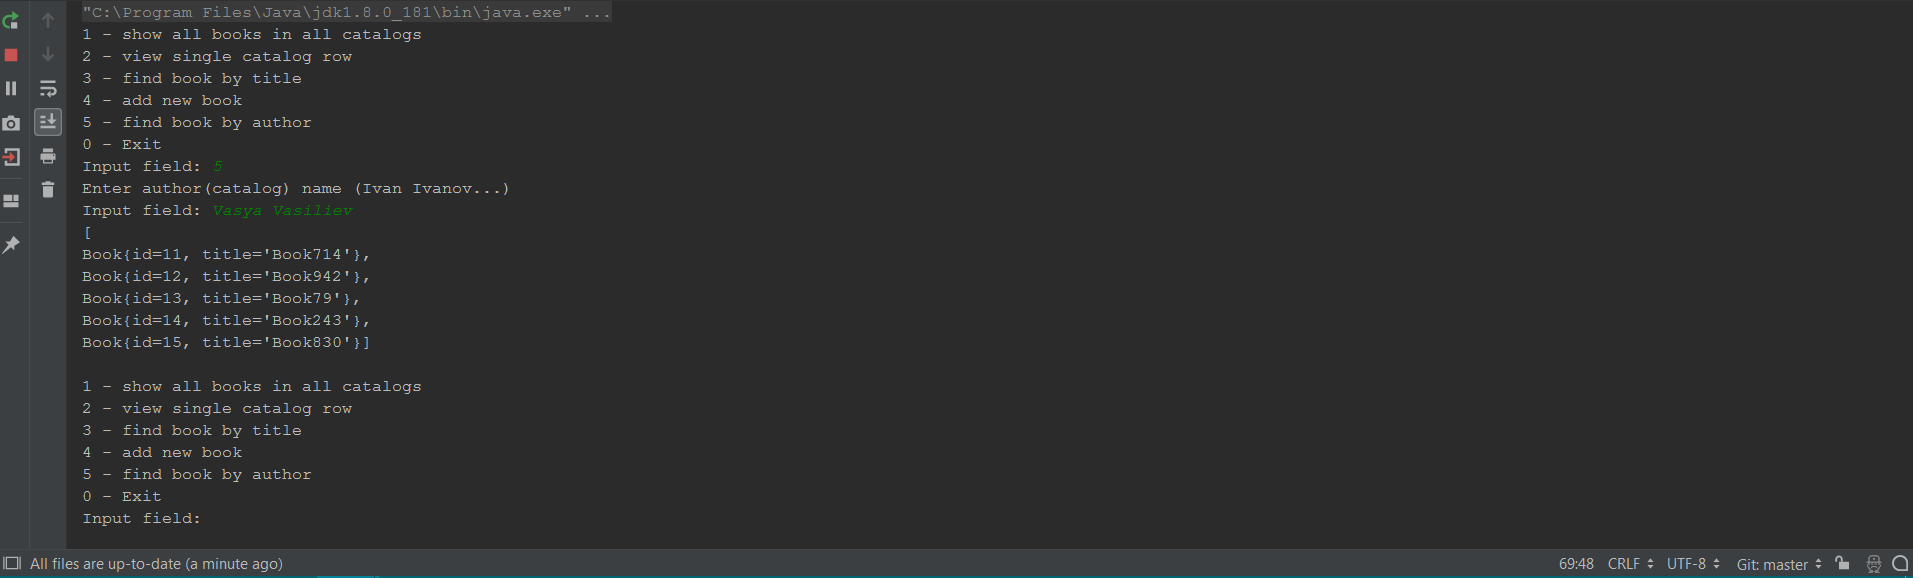 "C:\Program Files\Java\jdk1.8.0_181\bin\java.exe" ...
1 - show all books in all catalogs
2 - view single catalog row
3 - find book by title
4 - add new book
5 - find book by author
0 - Exit
Input field: 5
Enter author(catalog) name (Ivan Ivanov...)
Input field: Vasya Vasiliev
[
Book{id=11, title='Book714'},
Book{id=12, title='Book942'},
Book{id=13, title='Book79'},
Book{id=14, title='Book243'},
Book{id=15, title='Book830'}]
1 - show all books in all catalogs
2 - view single catalog row
3 - find book by title
4 - add new book
5 - find book by author
0 - Exit
Input field:
All files are up-to-date (a minute ago) 69:48 CRLF UTF-8 Git: master